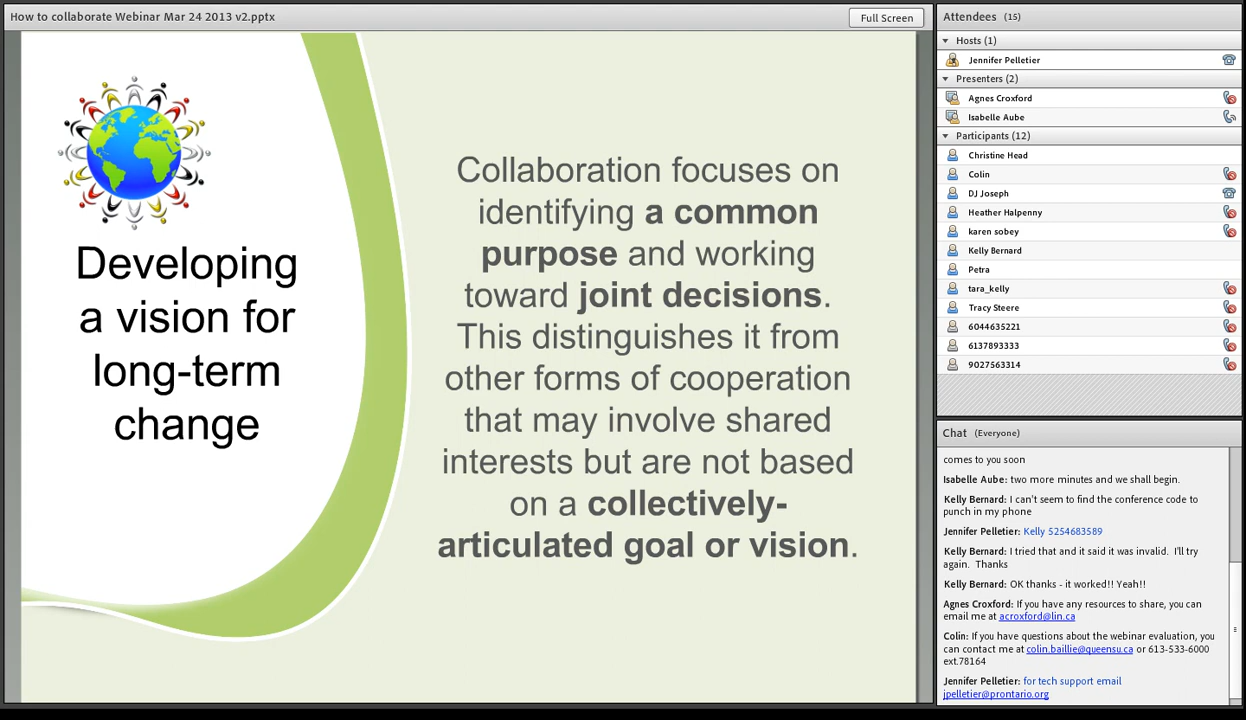 How to collaborate Webinar Mar 24 2013 v2.pptx
Full Screen
Developing
a vision for
long-term
change
Collaboration focuses on
identifying a common
purpose and working
toward joint decisions.
This distinguishes it from
other forms of cooperation
that may involve shared
interests but are not based
on a collectively-
articulated goal or vision.
Attendees (15)
Hosts (1)
Jennifer Pelletier
Presenters (2)
Agnes Croxford
Isabelle Aube
Participants (12)
Christine Head
Colin
DJ Joseph
Heather Halpenny
karen sobey
Kelly Bernard
Petra
tara_kelly
Tracy Steere
6044635221
6137893333
9027563314
Chat (Everyone)
comes to you soon
Isabelle Aube: two more minutes and we shall begin.
Kelly Bernard: I can't seem to find the conference code to
punch in my phone
Jennifer Pelletier: Kelly 5254683589
Kelly Bernard: I tried that and it said it was invalid. I'll try
again. Thanks
Kelly Bernard: OK thanks - it worked!! Yeah!!
Agnes Croxford: If you have any resources to share, you can
email me at acroxford@lin.ca
Colin: If you have questions about the webinar evaluation, you
can contact me at colin.baillie@queensu.ca or 613-533-6000
ext.78164
Jennifer Pelletier: for tech support email
jpelletier@prontario.org